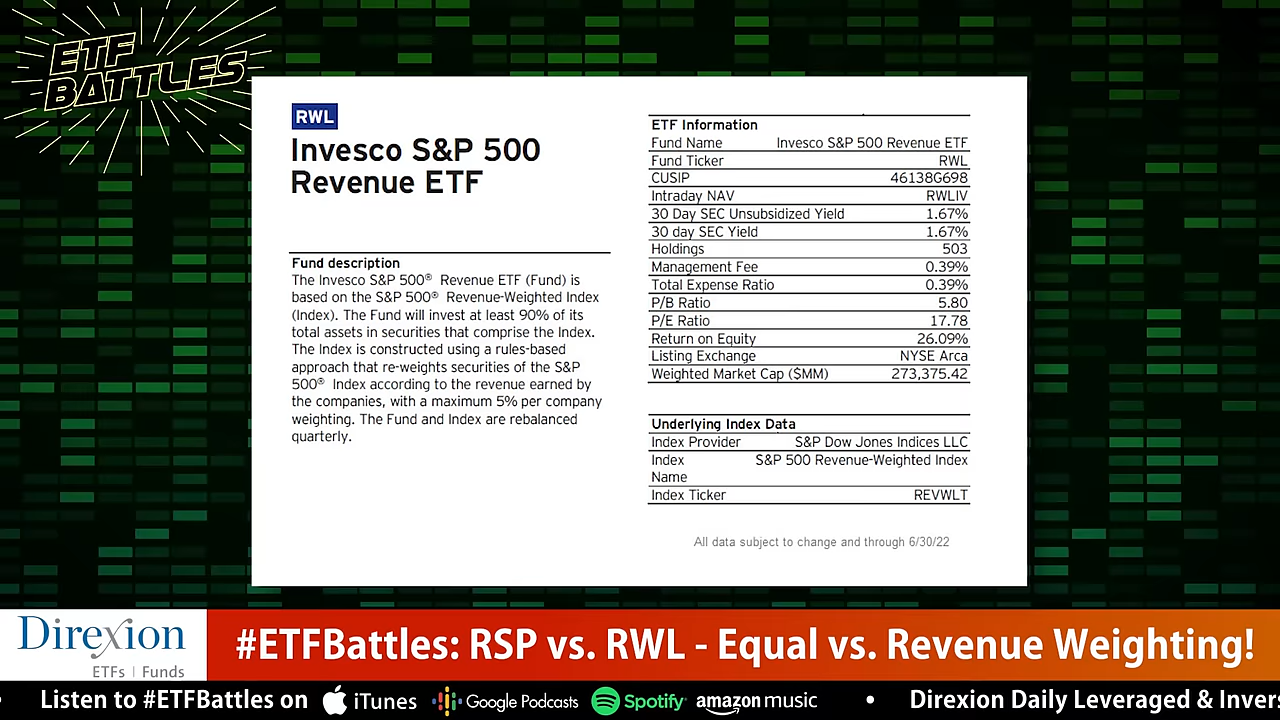 ETF
BATTLES
RWL
Invesco S&P 500
Revenue ETF
Fund description
The Invesco S&P 500® Revenue ETF (Fund) is
based on the S&P 500® Revenue-Weighted Index
(Index). The Fund will invest at least 90% of its
total assets in securities that comprise the Index.
The Index is constructed using a rules-based
approach that re-weights securities of the S&P
500® Index according to the revenue earned by
the companies, with a maximum 5% per company
weighting. The Fund and Index are rebalanced
quarterly.
ETF Information
Fund Name Invesco S&P 500 Revenue ETF
Fund Ticker RWL
CUSIP 46138G698
Intraday NAV RWLIV
30 Day SEC Unsubsidized Yield 1.67%
30 day SEC Yield 1.67%
Holdings 503
Management Fee 0.39%
Total Expense Ratio 0.39%
P/B Ratio 5.80
P/E Ratio 17.78
Return on Equity 26.09%
Listing Exchange NYSE Arca
Weighted Market Cap ($MM) 273,375.42
Underlying Index Data
Index Provider S&P Dow Jones Indices LLC
Index S&P 500 Revenue-Weighted Index
Name
Index Ticker REVWLT
All data subject to change and through 6/30/22
Direxion
ETFs | Funds
#ETFBattles: RSP vs. RWL - Equal vs. Revenue Weighting!
Listen to #ETFBattles on iTunes Google Podcasts Spotify amazon music • Direxion Daily Leveraged & Invers